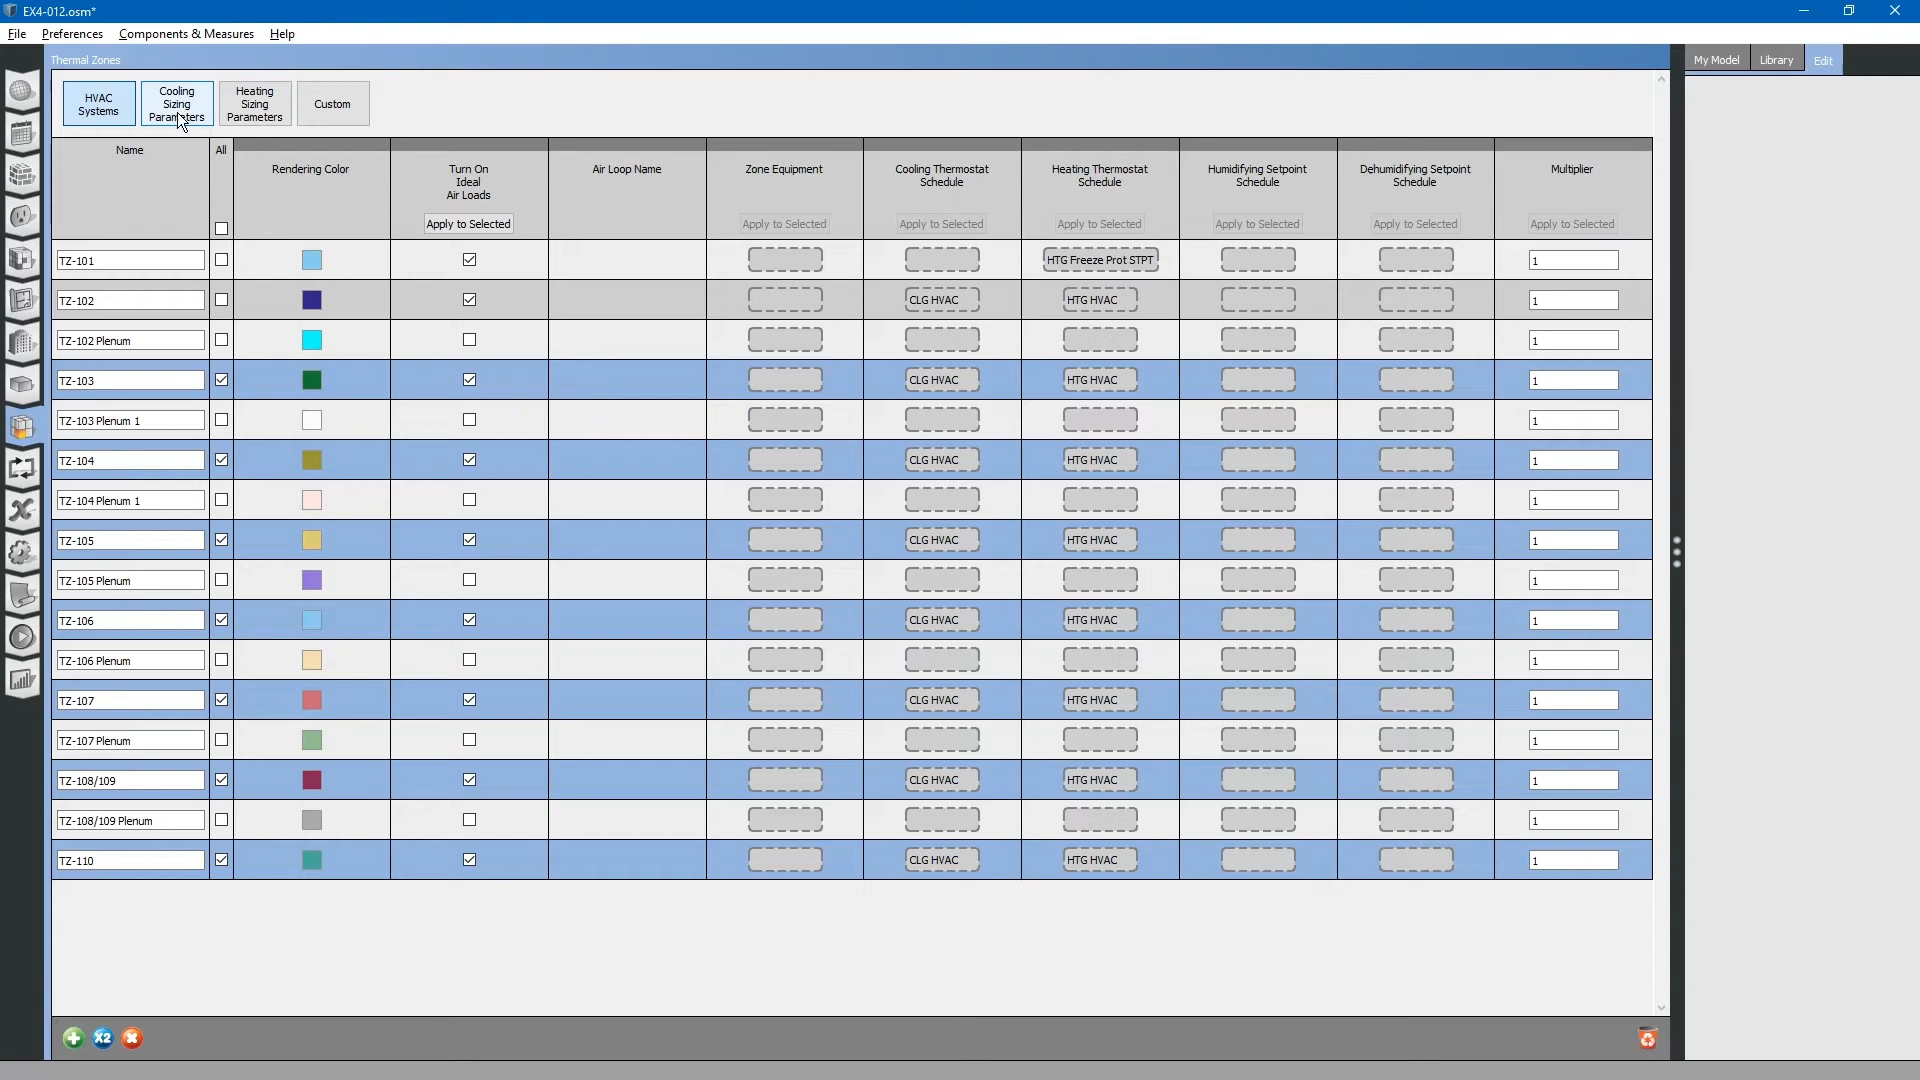 EX4-012.osm*
File Preferences Components & Measures Help
Thermal Zones
My Model Library Edit
HVAC Systems
Cooling Sizing Parameters
Heating Sizing Parameters
Custom
Name All Rendering Color Turn On Ideal Air Loads Air Loop Name Zone Equipment Cooling Thermostat Schedule Heating Thermostat Schedule Humidifying Setpoint Schedule Dehumidifying Setpoint Schedule Multiplier
Apply to Selected Apply to Selected Apply to Selected Apply to Selected Apply to Selected Apply to Selected Apply to Selected
TZ-101 HTG Freeze Prot STPT 1
TZ-102 CLG HVAC HTG HVAC 1
TZ-102 Plenum 1
TZ-103 CLG HVAC HTG HVAC 1
TZ-103 Plenum 1 1
TZ-104 CLG HVAC HTG HVAC 1
TZ-104 Plenum 1 1
TZ-105 CLG HVAC HTG HVAC 1
TZ-105 Plenum 1
TZ-106 CLG HVAC HTG HVAC 1
TZ-106 Plenum 1
TZ-107 CLG HVAC HTG HVAC 1
TZ-107 Plenum 1
TZ-108/109 CLG HVAC HTG HVAC 1
TZ-108/109 Plenum 1
TZ-110 CLG HVAC HTG HVAC 1
X2